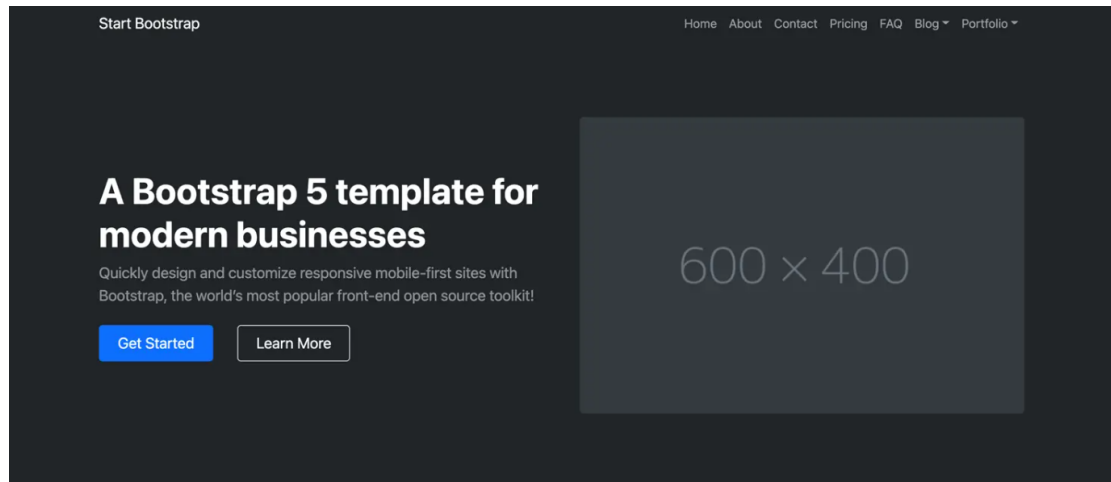 Start Bootstrap
Home About Contact Pricing FAQ Blog Portfolio
A Bootstrap 5 template for
modern businesses
Quickly design and customize responsive mobile-first sites with
Bootstrap, the world’s most popular front-end open source toolkit!
Get Started
Learn More
600 × 400